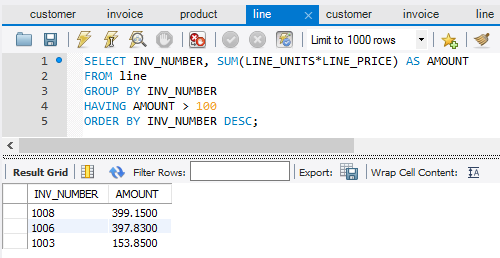 customer invoice product line customer invoice
Limit to 1000 rows
1 SELECT INV_NUMBER, SUM(LINE_UNITS*LINE_PRICE) AS AMOUNT
2 FROM line
3 GROUP BY INV_NUMBER
4 HAVING AMOUNT > 100
5 ORDER BY INV_NUMBER DESC;
Result Grid Filter Rows: Export: Wrap Cell Content: IA
INV_NUMBER AMOUNT
1008 399.1500
1006 397.8300
1003 153.8500